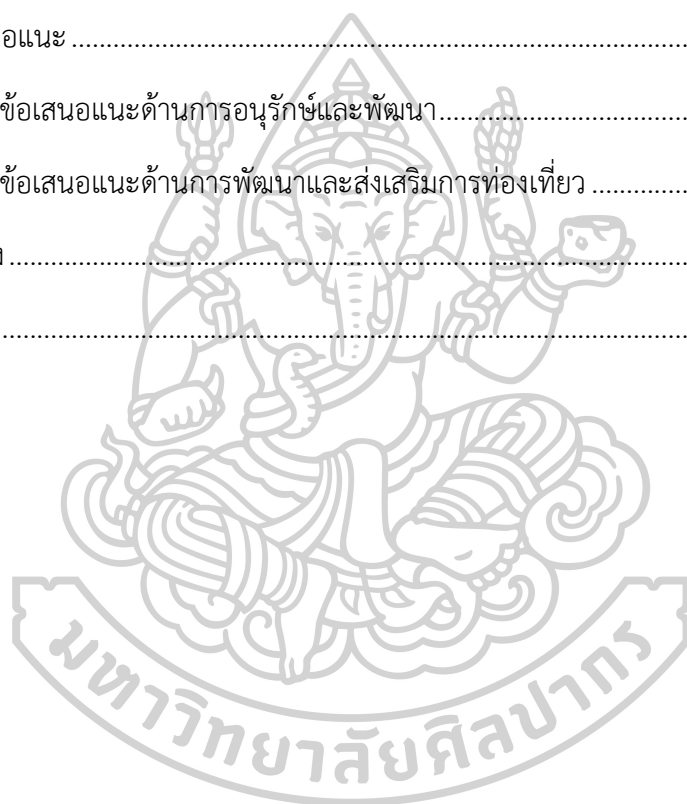 อแนะ ........................................................................................
ข้อเสนอแนะด้านการอนุรักษ์และพัฒนา....................................
ข้อเสนอแนะด้านการพัฒนาและส่งเสริมการท่องเที่ยว ..............
..................................................................................................
..................................................................................................
มหาวิทยาลัยศิลปากร